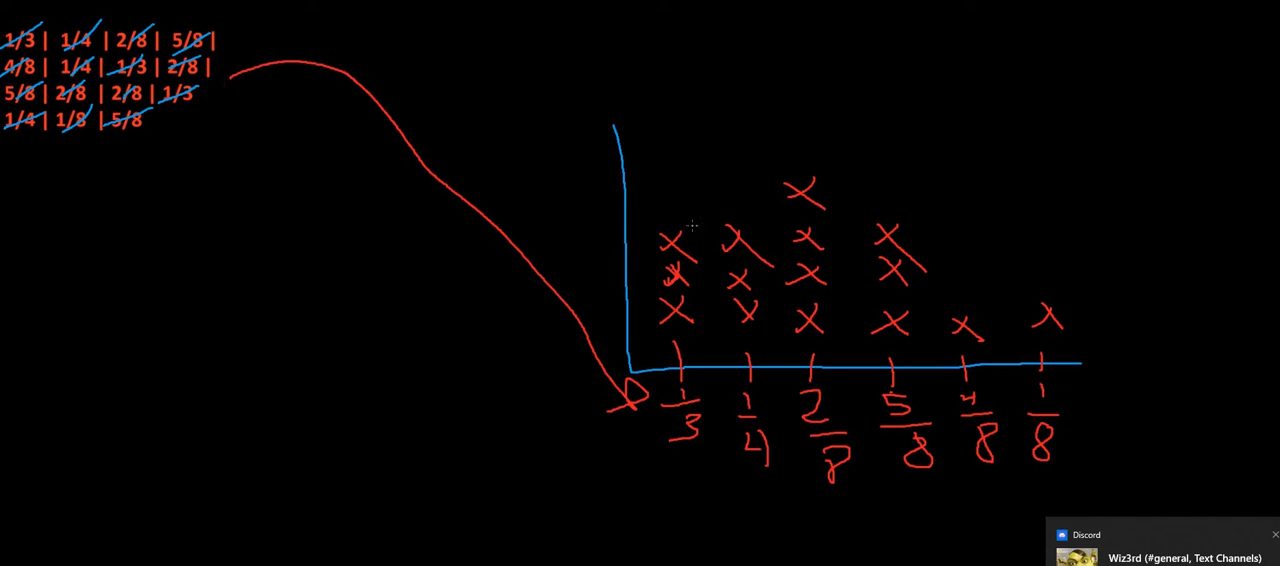 1/3 | 1/4 | 2/8 | 5/8 |
4/8 | 1/4 | 1/3 | 2/8 |
5/8 | 2/8 | 2/8 | 1/3
1/4 | 1/8 | 5/8
X
X X X X
X X X X
X X X X X X
1/3 1/4 2/8 5/8 4/8 1/8
Discord
Wiz3rd (#general, Text Channels)